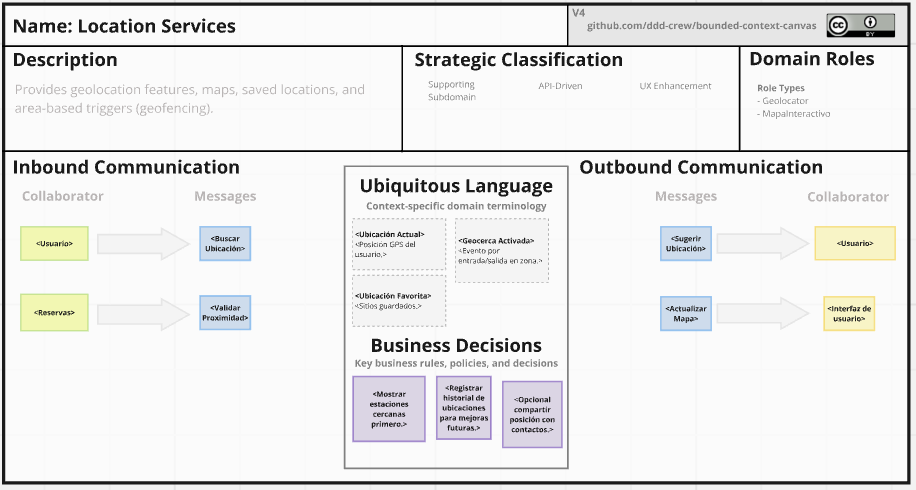 Name: Location Services
V4
github.com/ddd-crew/bounded-context-canvas
CC
BY
Description
Provides geolocation features, maps, saved locations, and
area-based triggers (geofencing).
Strategic Classification
Supporting
Subdomain
API-Driven
UX Enhancement
Domain Roles
Role Types
- Geolocator
- MapaInteractivo
Inbound Communication
Collaborator
Messages
<Usuario>
<Buscar
Ubicación>
<Reservas>
<Validar
Proximidad>
Ubiquitous Language
Context-specific domain terminology
<Ubicación Actual>
<Posición GPS del
usuario.>
<Geocerca Activada>
<Evento por
entrada/salida en zona.>
<Ubicación Favorita>
<Sitios guardados.>
Business Decisions
Key business rules, policies, and decisions
<Mostrar
estaciones
cercanas
primero.>
<Registrar
historial de
ubicaciones
para mejoras
futuras.>
<Opcional
compartir
posición con
contactos.>
Outbound Communication
Messages
Collaborator
<Sugerir
Ubicación>
<Usuario>
<Actualizar
Mapa>
<Interfaz de
usuario>